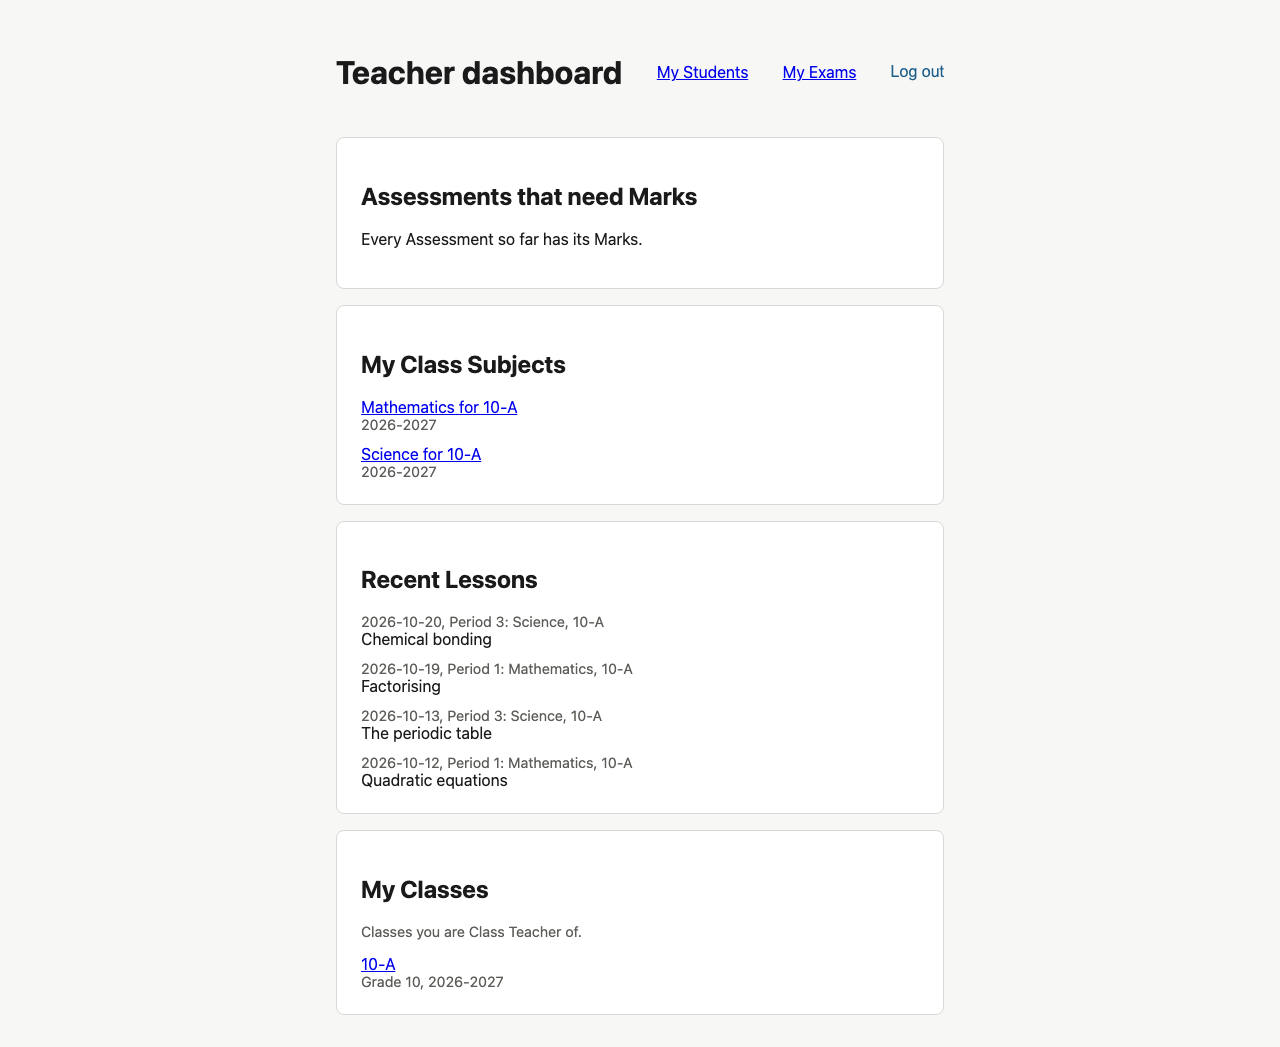 Teacher dashboard My Students My Exams Log out
Assessments that need Marks
Every Assessment so far has its Marks.
My Class Subjects
Mathematics for 10-A
2026-2027
Science for 10-A
2026-2027
Recent Lessons
2026-10-20, Period 3: Science, 10-A
Chemical bonding
2026-10-19, Period 1: Mathematics, 10-A
Factorising
2026-10-13, Period 3: Science, 10-A
The periodic table
2026-10-12, Period 1: Mathematics, 10-A
Quadratic equations
My Classes
Classes you are Class Teacher of.
10-A
Grade 10, 2026-2027